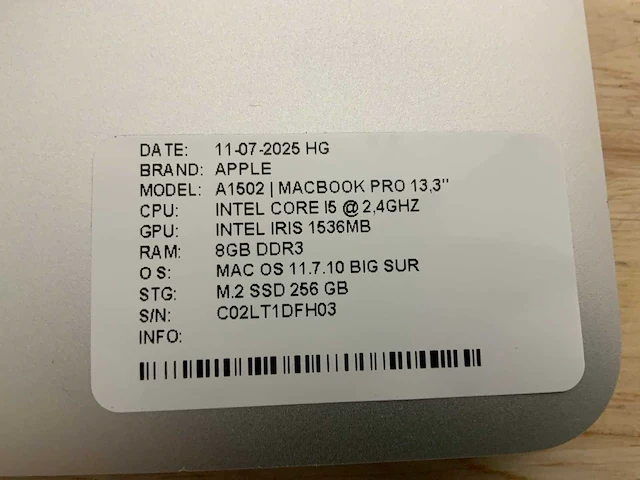 DATE: 11-07-2025 HG
BRAND: APPLE
MODEL: A1502 | MACBOOK PRO 13,3"
CPU: INTEL CORE I5 @ 2,4GHZ
GPU: INTEL IRIS 1536MB
RAM: 8GB DDR3
O S: MAC OS 11.7.10 BIG SUR
STG: M.2 SSD 256 GB
S/N: C02LT1DFH03
INFO: